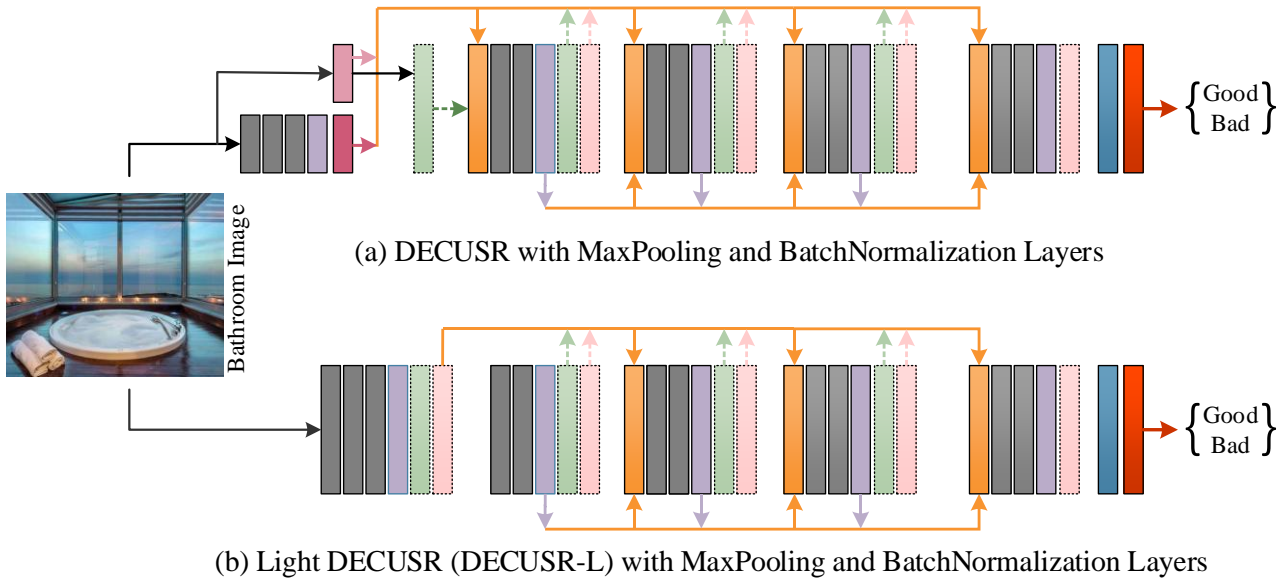 Good
Bad
Bathroom Image
(a) DECUSR with MaxPooling and BatchNormalization Layers
Good
Bad
(b) Light DECUSR (DECUSR-L) with MaxPooling and BatchNormalization Layers